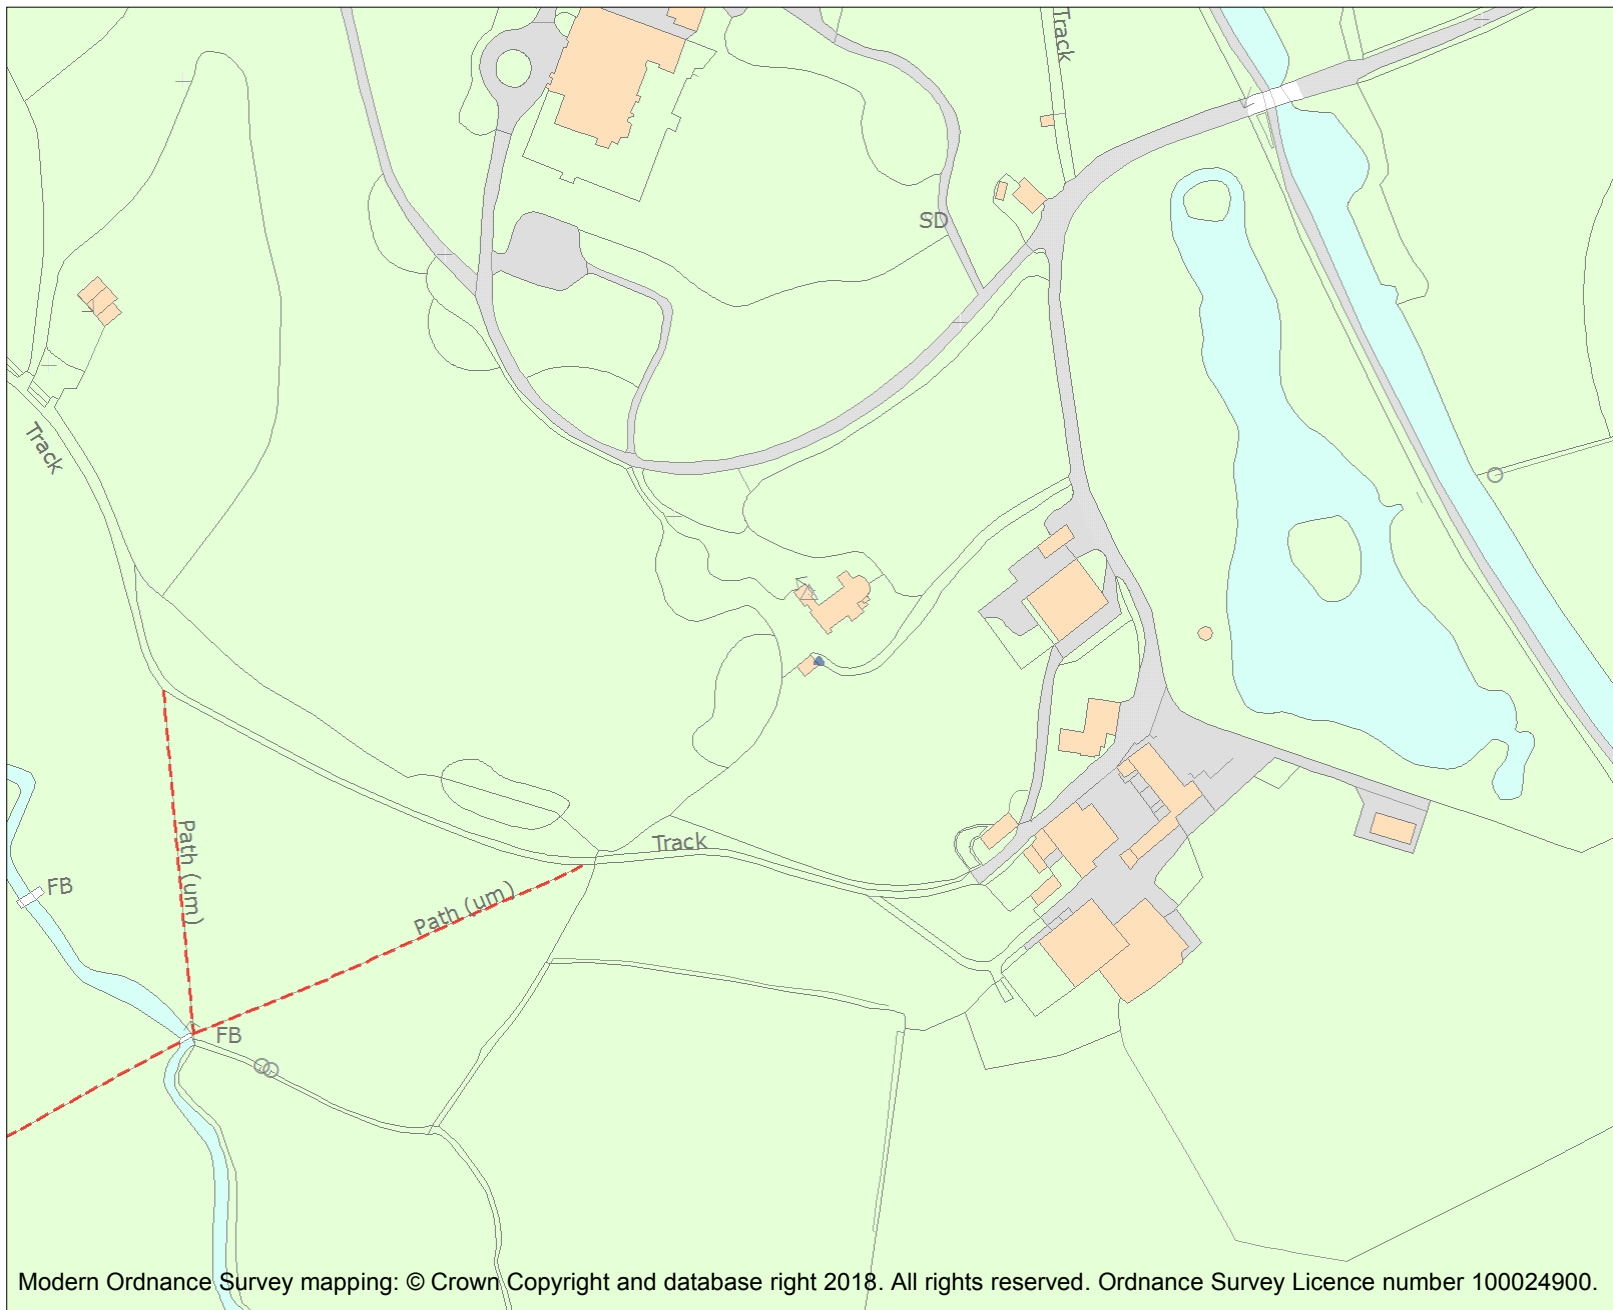 Track
SD
Track
Track
Path (um)
FB
Path (um)
FB
Modern Ordnance Survey mapping: © Crown Copyright and database right 2018. All rights reserved. Ordnance Survey Licence number 100024900.